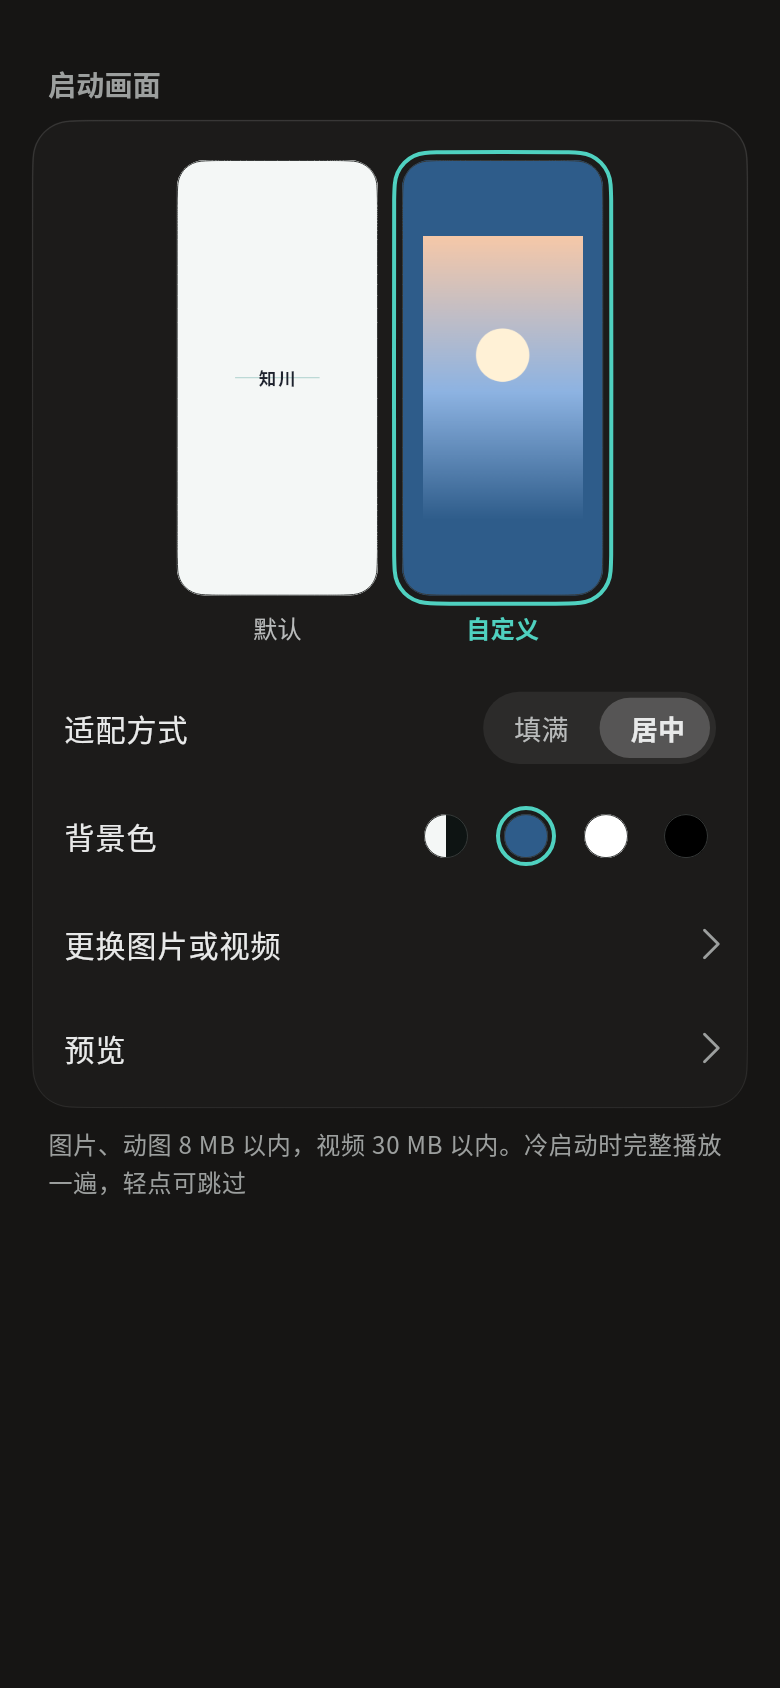 启动画面
知川
默认
自定义
适配方式
填满
居中
背景色
更换图片或视频
预览
图片、动图 8 MB 以内，视频 30 MB 以内。冷启动时完整播放
一遍，轻点可跳过